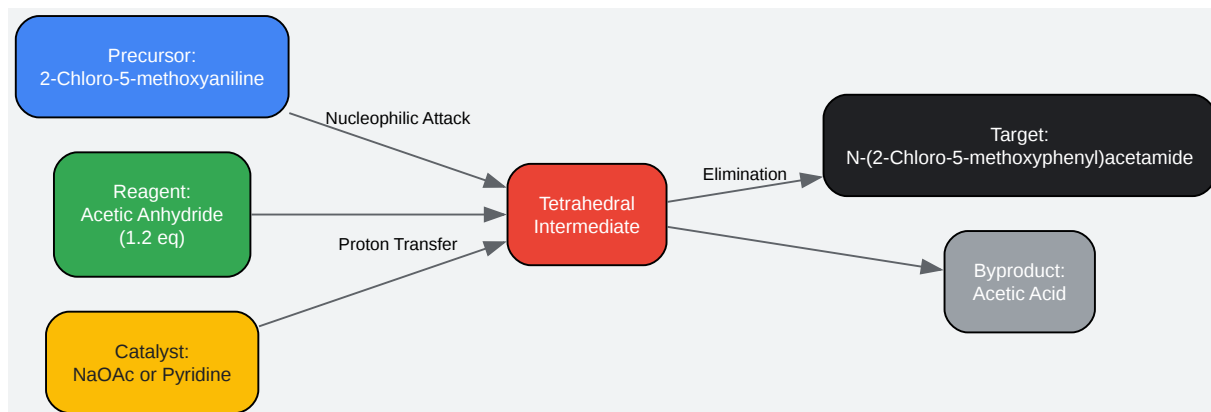 Precursor:
2-Chloro-5-methoxyaniline
Nucleophilic Attack
Reagent:
Acetic Anhydride
(1.2 eq)
Proton Transfer
Catalyst:
NaOAc or Pyridine
Tetrahedral
Intermediate
Elimination
Target:
N-(2-Chloro-5-methoxyphenyl)acetamide
Byproduct:
Acetic Acid